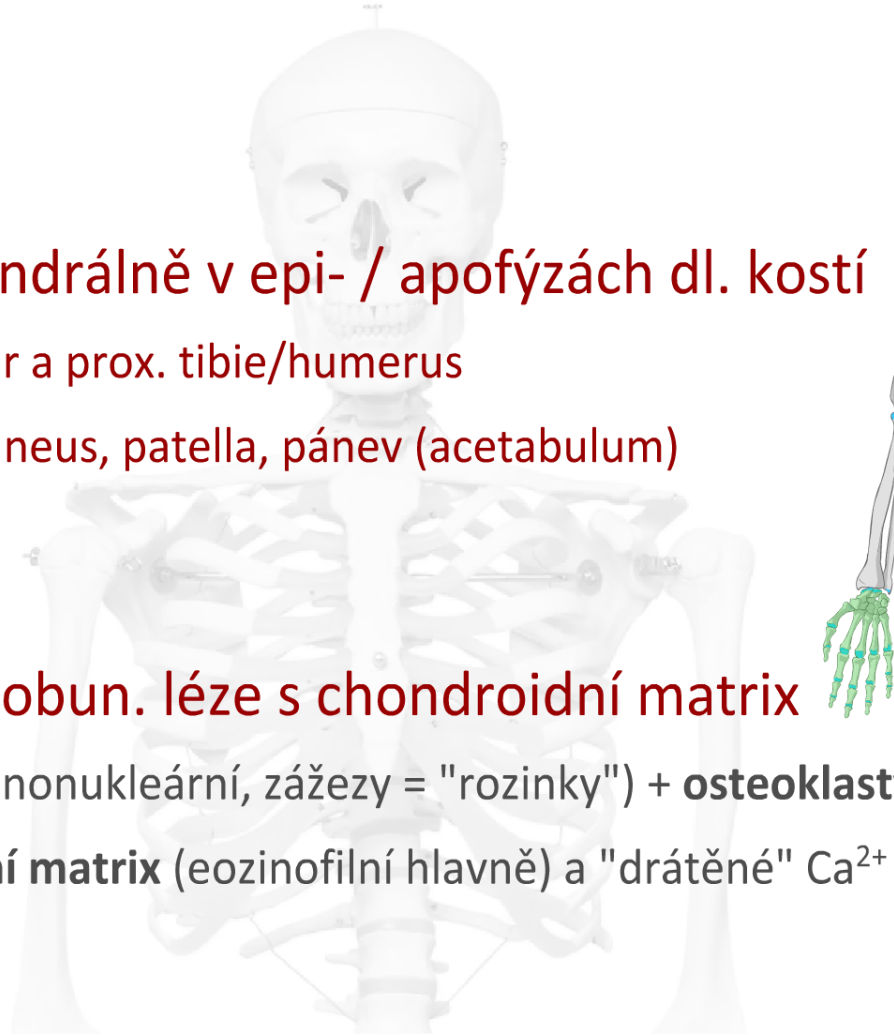 ndrálně v epi- / apofýzách dl. kostí
r a prox. tibie/humerus
neus, patella, pánev (acetabulum)
obun. léze s chondroidní matrix
nonukleární, zážezy = "rozinky") + osteoklast
ní matrix (eozinofilní hlavně) a "drátěné" Ca²⁺